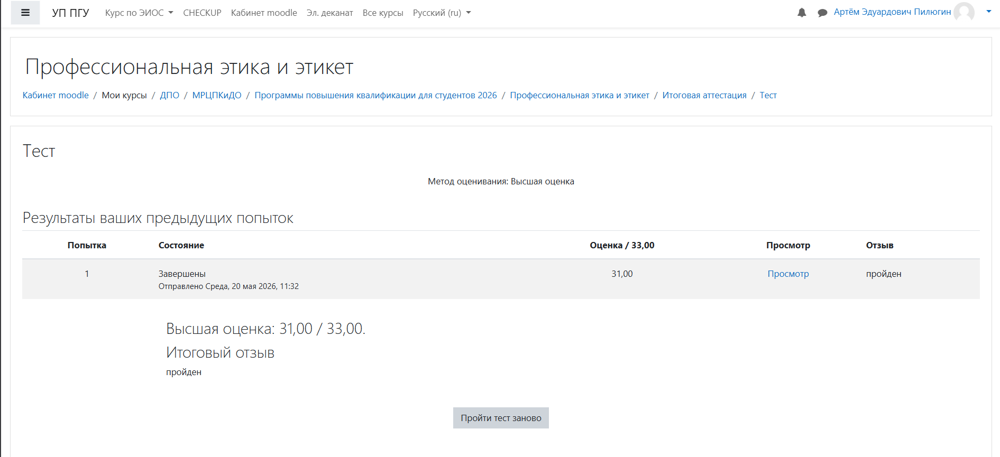 УП ПГУ Курс по ЭИОС CHECKUP Кабинет moodle Эл. деканат Все курсы Русский (ru) Артём Эдуардович Пилюгин
Профессиональная этика и этикет
Кабинет moodle / Мои курсы / ДПО / МРЦПКиДО / Программы повышения квалификации для студентов 2026 / Профессиональная этика и этикет / Итоговая аттестация / Тест
Тест
Метод оценивания: Высшая оценка
Результаты ваших предыдущих попыток
Попытка Состояние Оценка / 33,00 Просмотр Отзыв
1 Завершены 31,00 Просмотр пройден
Отправлено Среда, 20 мая 2026, 11:32
Высшая оценка: 31,00 / 33,00.
Итоговый отзыв
пройден
Пройти тест заново